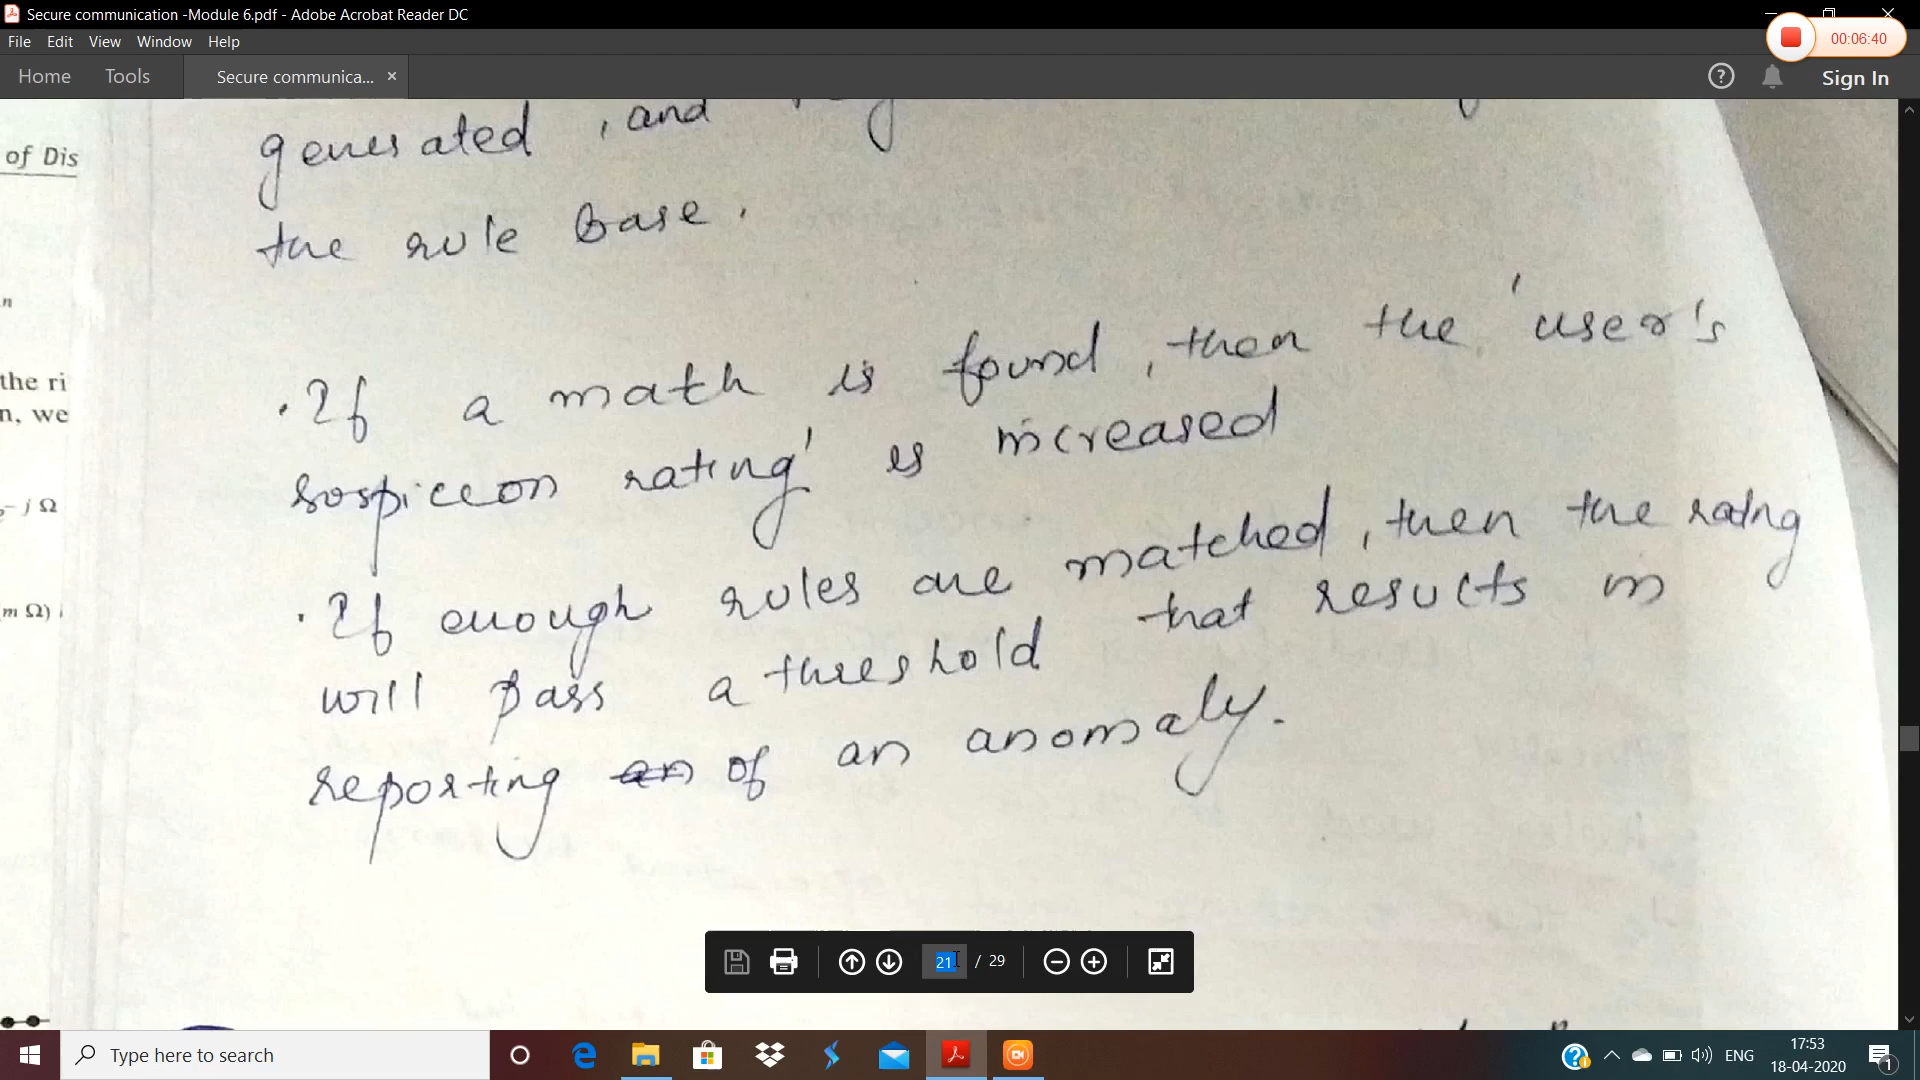 Secure communication -Module 6.pdf - Adobe Acrobat Reader DC
File Edit View Window Help
00:06:40
Home Tools Secure communica... × Sign In
of Dis
generated , and
the rule base.
n
the ri
n, we
• If a math is found, then the 'user's
suspiceon rating' is increased
- j Ω
• If enough rules are matched, then the rating
m Ω)
will pass a threshold that results in
reporting an of an anomaly.
21 / 29
Type here to search
ENG
17:53
18-04-2020
1